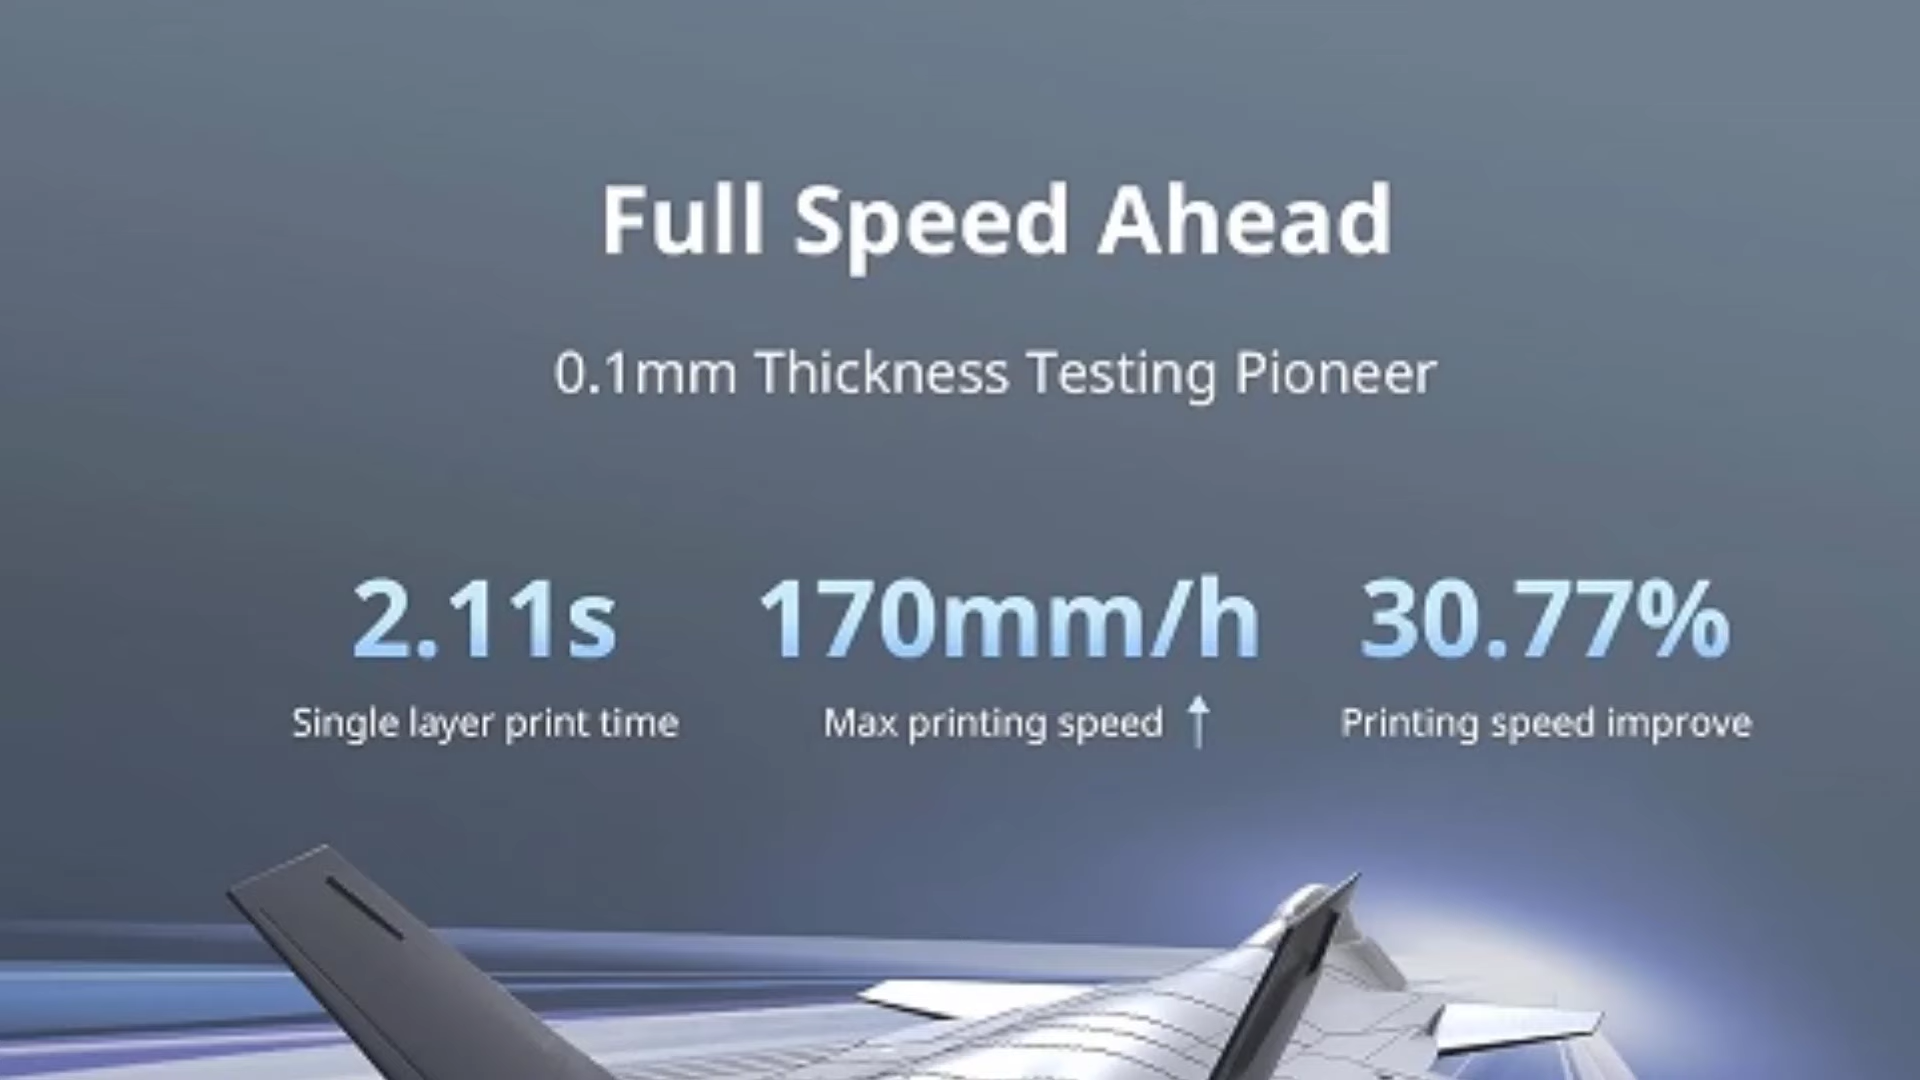 Full Speed Ahead
0.1mm Thickness Testing Pioneer
2.11s 170mm/h 30.77%
Single layer print time Max printing speed ↑ Printing speed improve